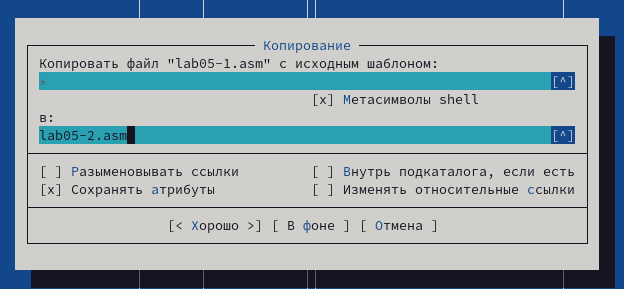 Копирование
Копировать файл "lab05-1.asm" с исходным шаблоном:
* [^]
[x] Метасимволы shell
в:
lab05-2.asm [^]
[ ] Разыменовывать ссылки [ ] Внутрь подкаталога, если есть
[x] Сохранять атрибуты [ ] Изменять относительные ссылки
[< Хорошо >] [ В фоне ] [ Отмена ]